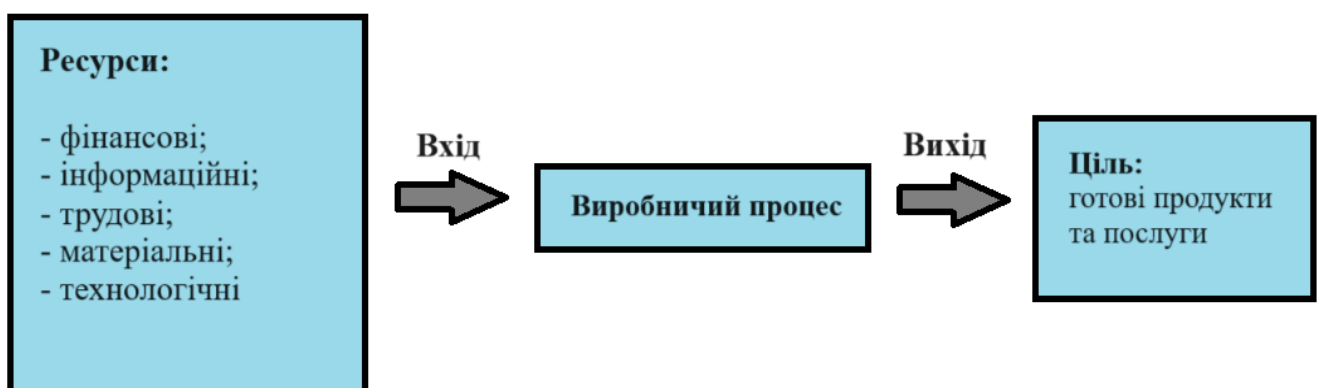 Ресурси:
- фінансові;
- інформаційні;
- трудові;
- матеріальні;
- технологічні
Вхід
Виробничий процес
Вихід
Ціль:
готові продукти
та послуги